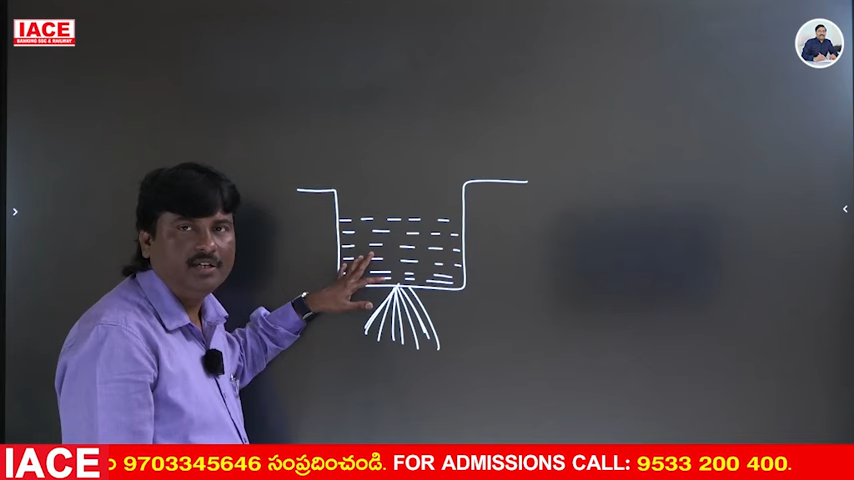 IACE
BANKING SSC & RAILWAY
IACE 9703345646 సంప్రదించండి. FOR ADMISSIONS CALL: 9533 200 400.